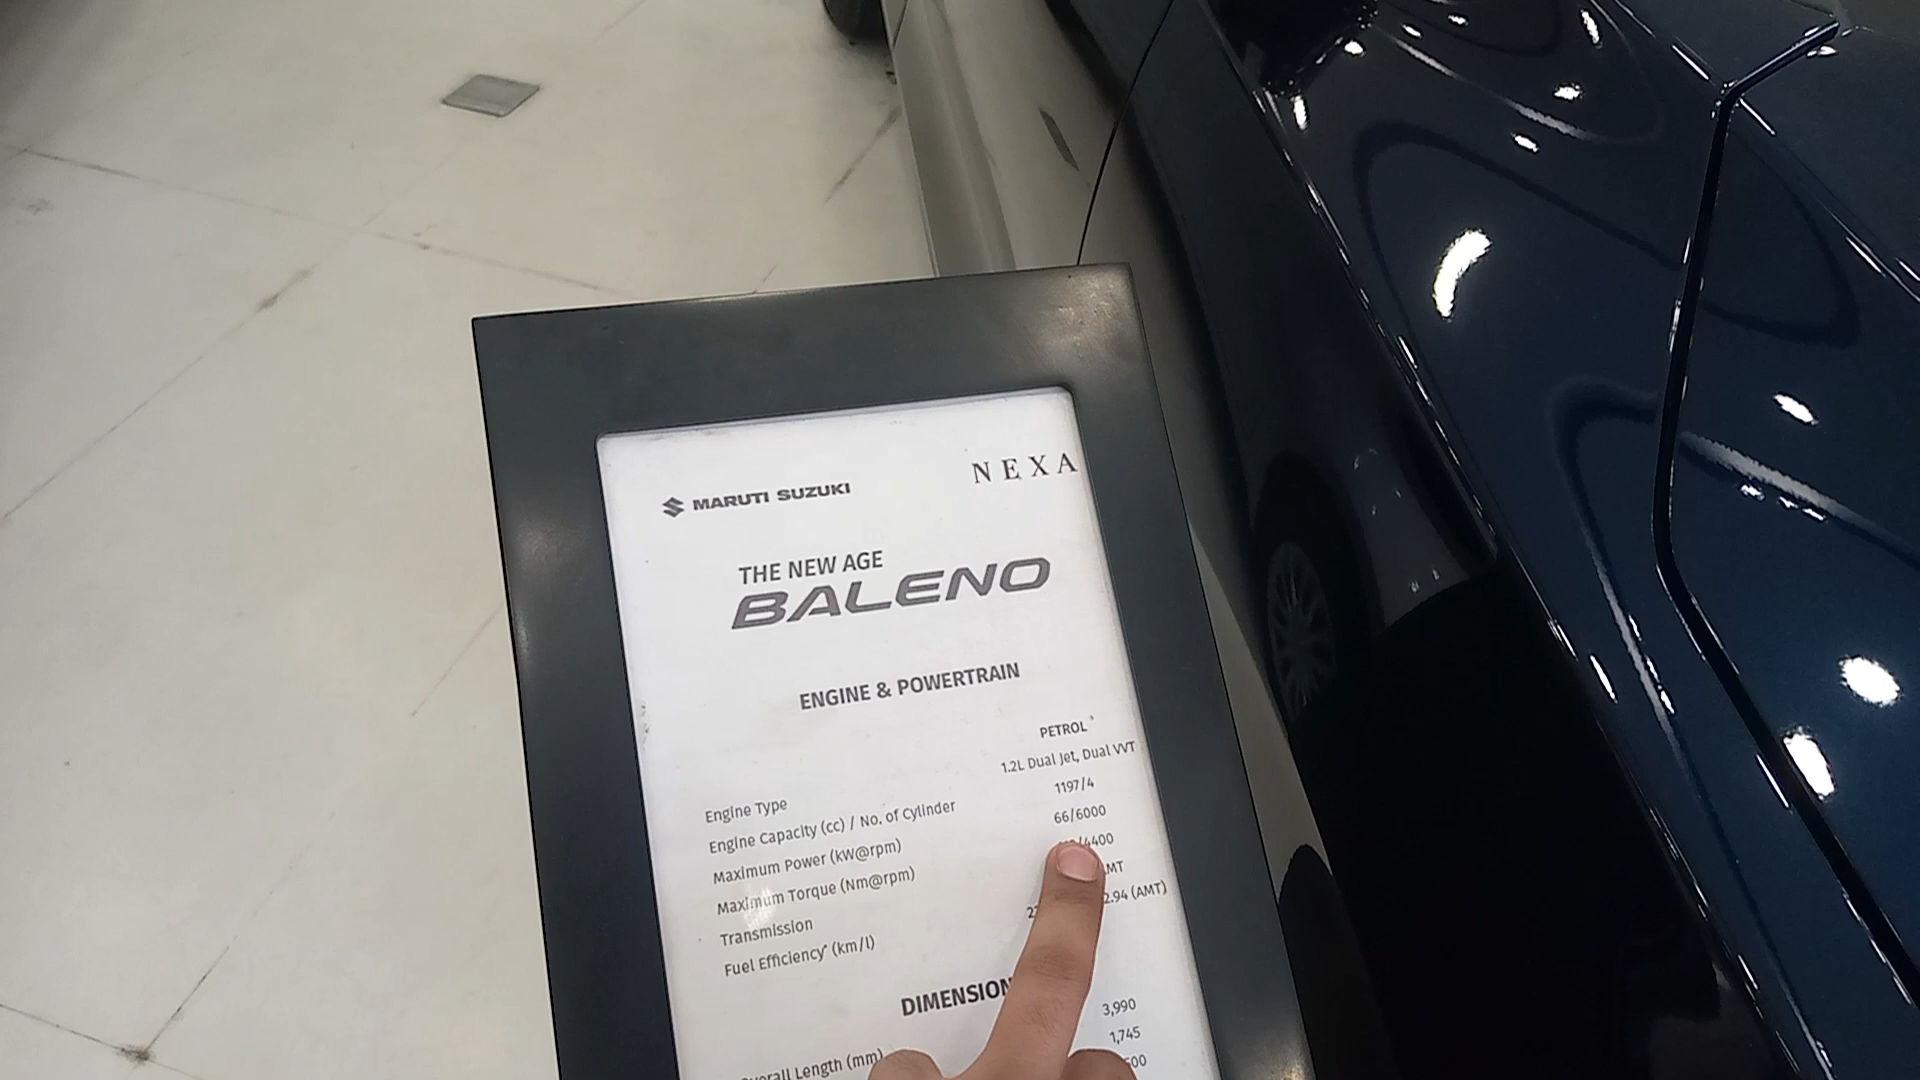 MARUTI SUZUKI NEXA
THE NEW AGE
BALENO
ENGINE & POWERTRAIN
PETROL
Engine Type 1.2L Dual Jet, Dual VVT
Engine Capacity (cc) / No. of Cylinder 1197/4
Maximum Power (kW@rpm) 66/6000
Maximum Torque (Nm@rpm) /4400
Transmission
Fuel Efficiency* (km/l) (AMT)
Length (mm) 3,990
1,745